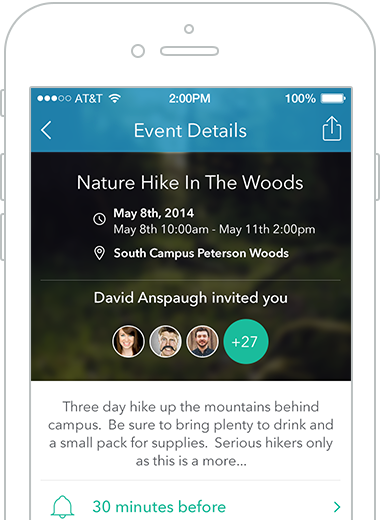 AT&T 2:00PM 100%
Event Details
Nature Hike In The Woods
May 8th, 2014
May 8th 10:00am - May 11th 2:00pm
South Campus Peterson Woods
David Anspaugh invited you
+27
Three day hike up the mountains behind
campus. Be sure to bring plenty to drink and
a small pack for supplies. Serious hikers only
as this is a more...
30 minutes before